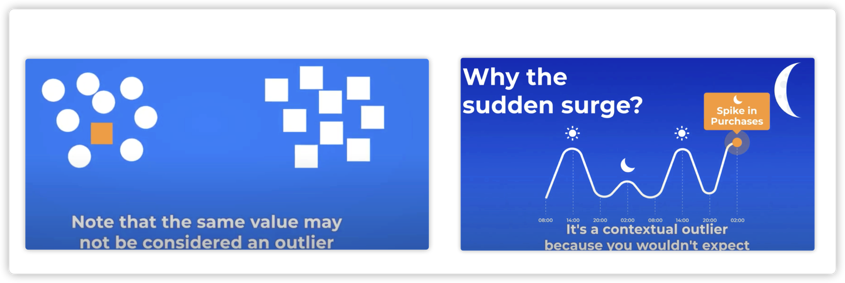 Note that the same value may
not be considered an outlier
Why the
sudden surge?
Spike in
Purchases
08:00 14:00 20:00 02:00 08:00 14:00 20:00 02:00
It's a contextual outlier
because you wouldn't expect